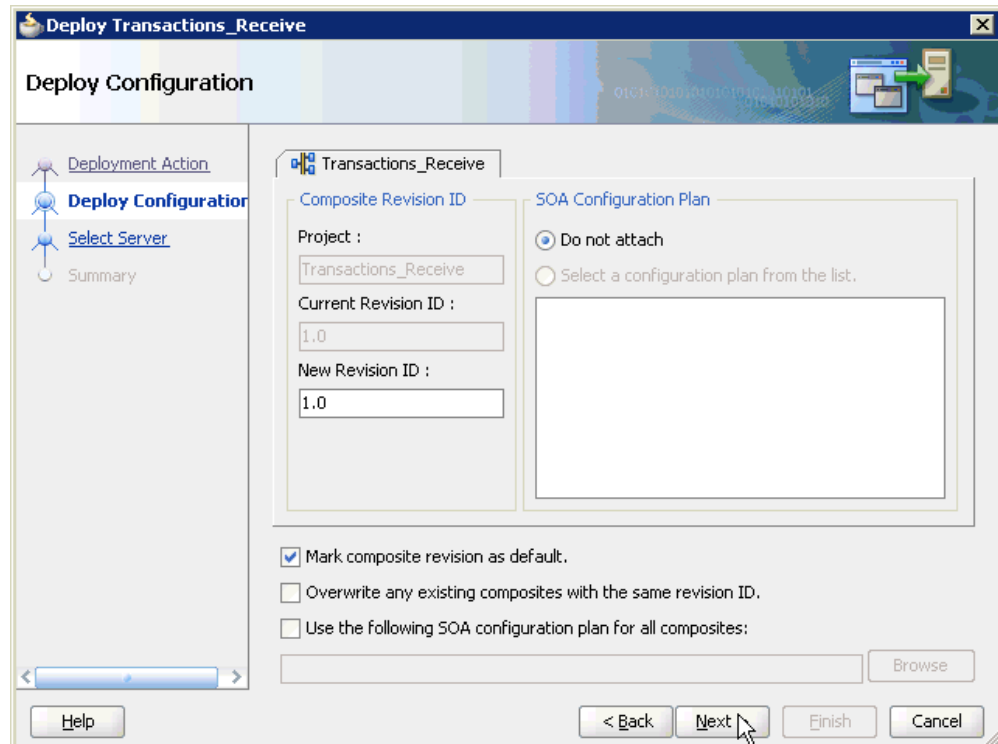 Deploy Transactions_Receive
Deploy Configuration
Deployment Action
Deploy Configuration
Select Server
Summary
Transactions_Receive
Composite Revision ID
Project :
Transactions_Receive
Current Revision ID :
1.0
New Revision ID :
1.0
SOA Configuration Plan
Do not attach
Select a configuration plan from the list.
Mark composite revision as default.
Overwrite any existing composites with the same revision ID.
Use the following SOA configuration plan for all composites:
Browse
Help
< Back
Next >
Finish
Cancel